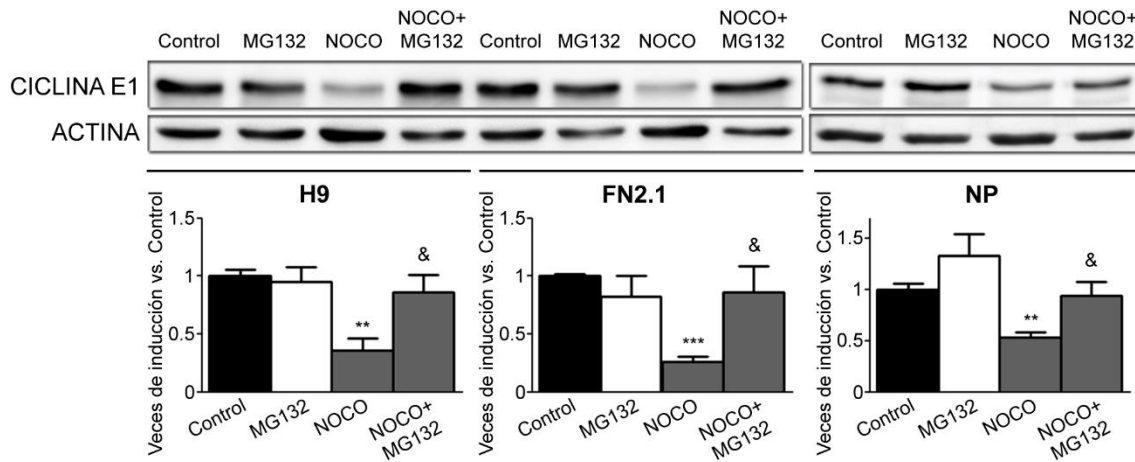 Control MG132 NOCO NOCO+
MG132 Control MG132 NOCO NOCO+
MG132 Control MG132 NOCO NOCO+
MG132
CICLINA E1
ACTINA
H9
Veces de inducción vs. Control
1.5
1
0.5
0
**
&
Control MG132 NOCO NOCO+
MG132
FN2.1
Veces de inducción vs. Control
1.5
1
0.5
0
***
&
Control MG132 NOCO NOCO+
MG132
NP
Veces de inducción vs. Control
1.5
1
0.5
0
**
&
Control MG132 NOCO NOCO+
MG132